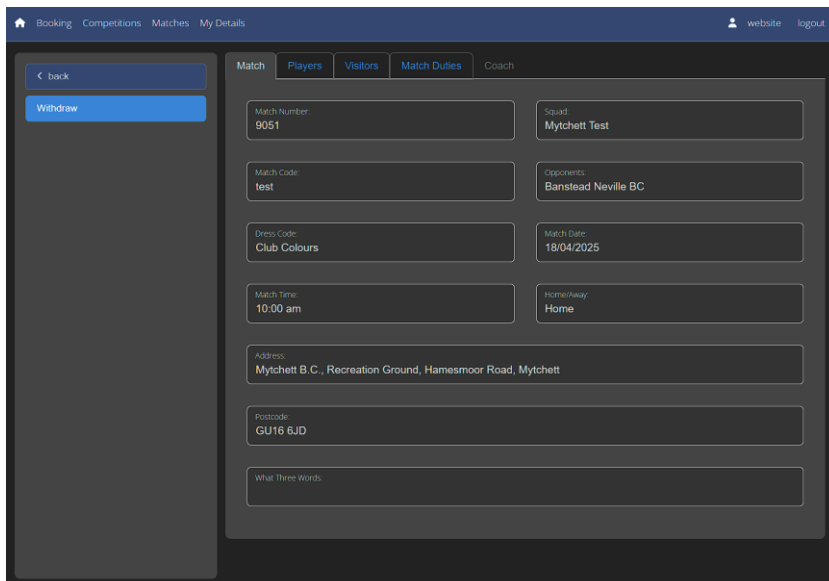 Booking Competitions Matches My Details website logout
back
Withdraw
Match Players Visitors Match Duties Coach
Match Number:
9051
Squad
Mytchett Test
Match Code:
test
Opponents:
Banstead Neville BC
Dress Code:
Club Colours
Match Date:
18/04/2025
Match Time:
10:00 am
Home/Away:
Home
Address:
Mytchett B.C., Recreation Ground, Hamesmoor Road, Mytchett
Postcode:
GU16 6JD
What Three Words: